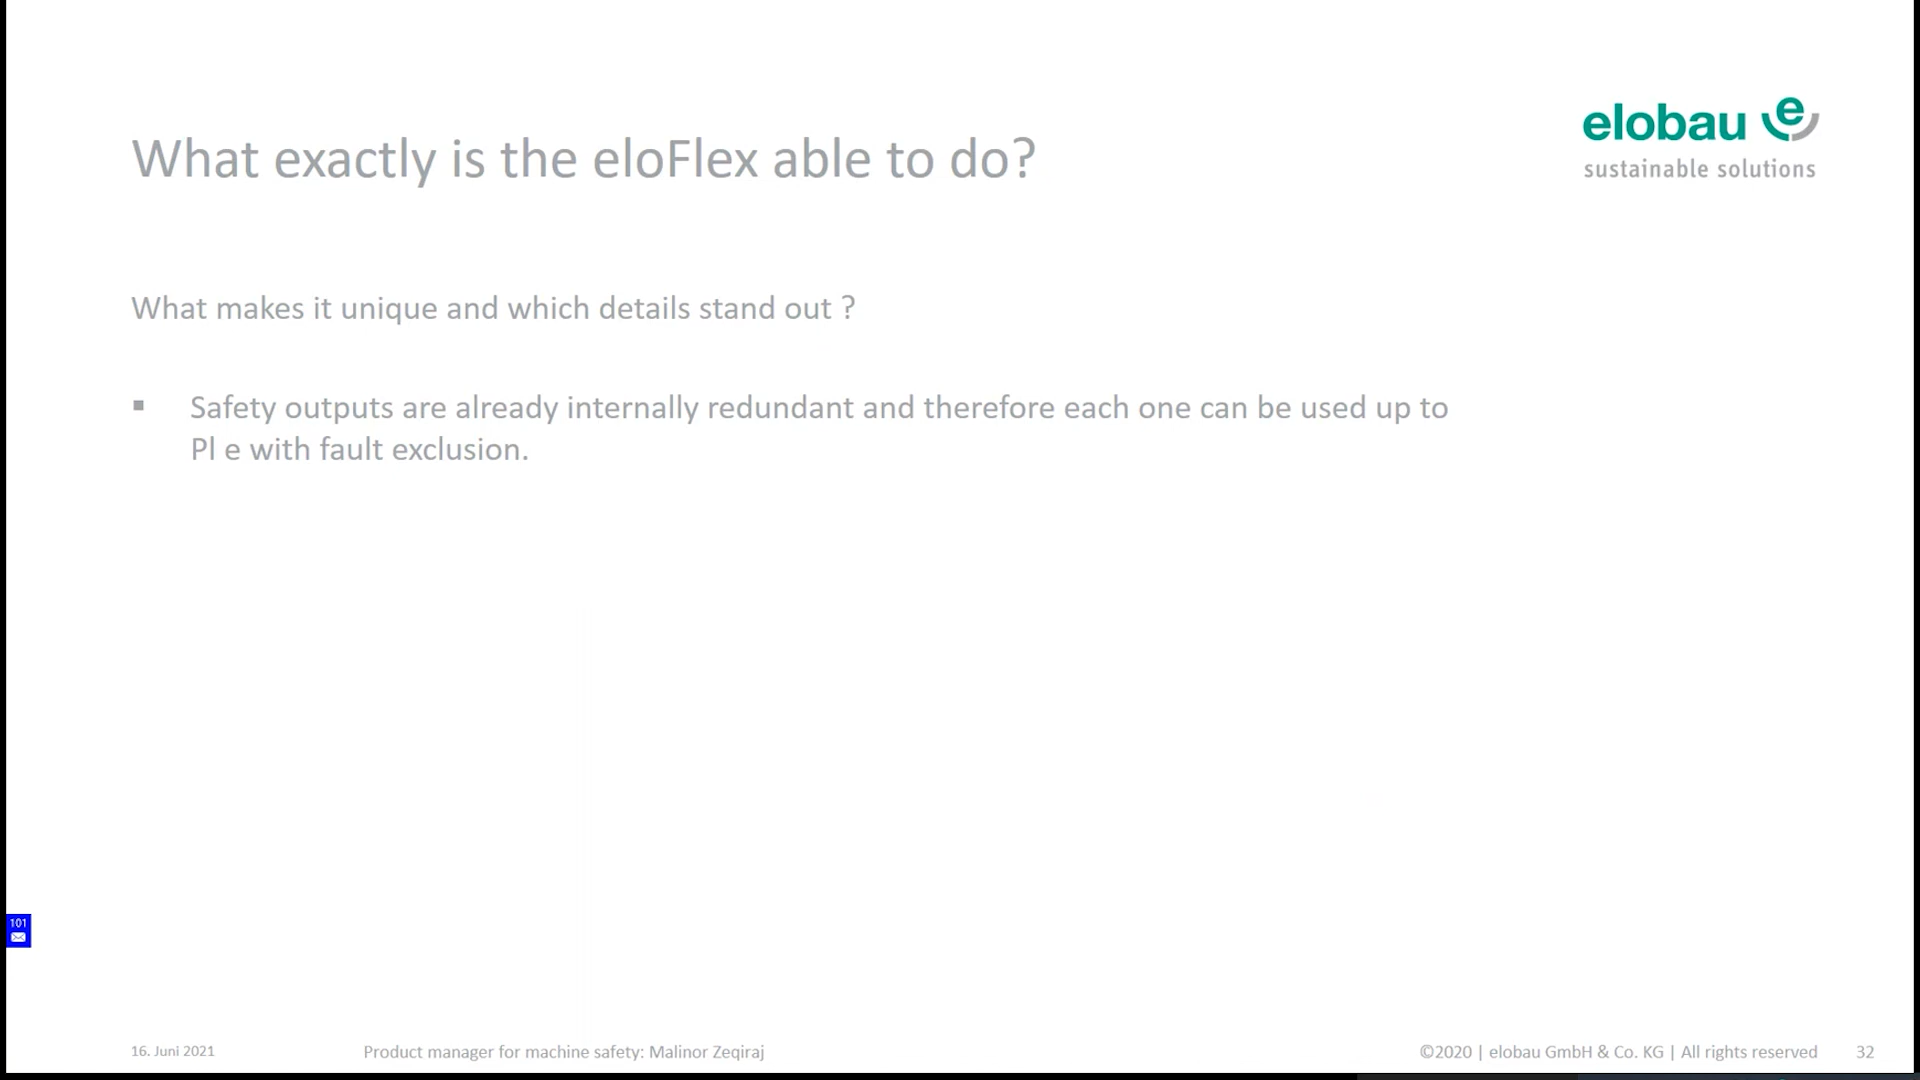 elobau e
sustainable solutions
What exactly is the eloFlex able to do?
What makes it unique and which details stand out ?
▪ Safety outputs are already internally redundant and therefore each one can be used up to
Pl e with fault exclusion.
101
16. Juni 2021
Product manager for machine safety: Malinor Zeqiraj
©2020 | elobau GmbH & Co. KG | All rights reserved
32